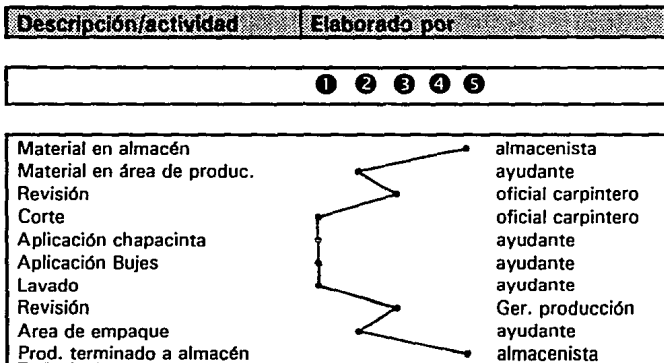 Descripción/actividad Elaborado por
❶ ❷ ❸ ❹ ❺
Material en almacén almacenista
Material en área de produc. ayudante
Revisión oficial carpintero
Corte oficial carpintero
Aplicación chapacinta ayudante
Aplicación Bujes ayudante
Lavado ayudante
Revisión Ger. producción
Area de empaque ayudante
Prod. terminado a almacén almacenista